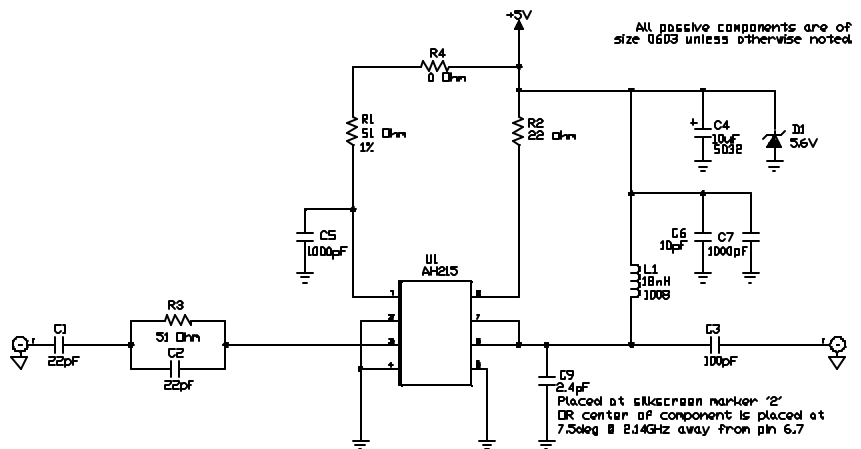 +5V
All passive components are of
size 0603 unless otherwise noted.
R4
0 Ohm
R1
51 Ohm
1%
R2
22 Ohm
C4
10uF
5032
D1
5.6V
C5
1000pF
C6
10pF
C7
1000pF
U1
AH215
L1
18nH
1008
1
2
3
4
8
7
6
5
R3
51 Ohm
C1
22pF
C2
22pF
C3
100pF
C9
2.4pF
Placed at silkscreen marker '2'
OR center of component is placed at
7.5deg @ 2.14GHz away from pin 6,7